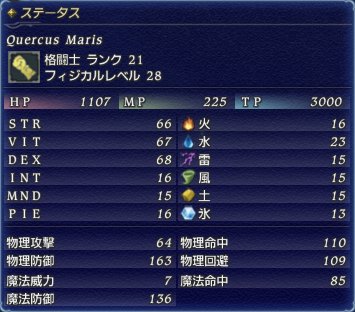 ステータス
Quercus Maris
格闘士 ランク 21
フィジカルレベル 28
HP 1107 MP 225 TP 3000
STR 66 火 16
VIT 67 水 23
DEX 68 雷 15
INT 16 風 15
MND 15 土 15
PIE 16 氷 13
物理攻撃 64 物理命中 110
物理防御 163 物理回避 109
魔法威力 7 魔法命中 85
魔法防御 136